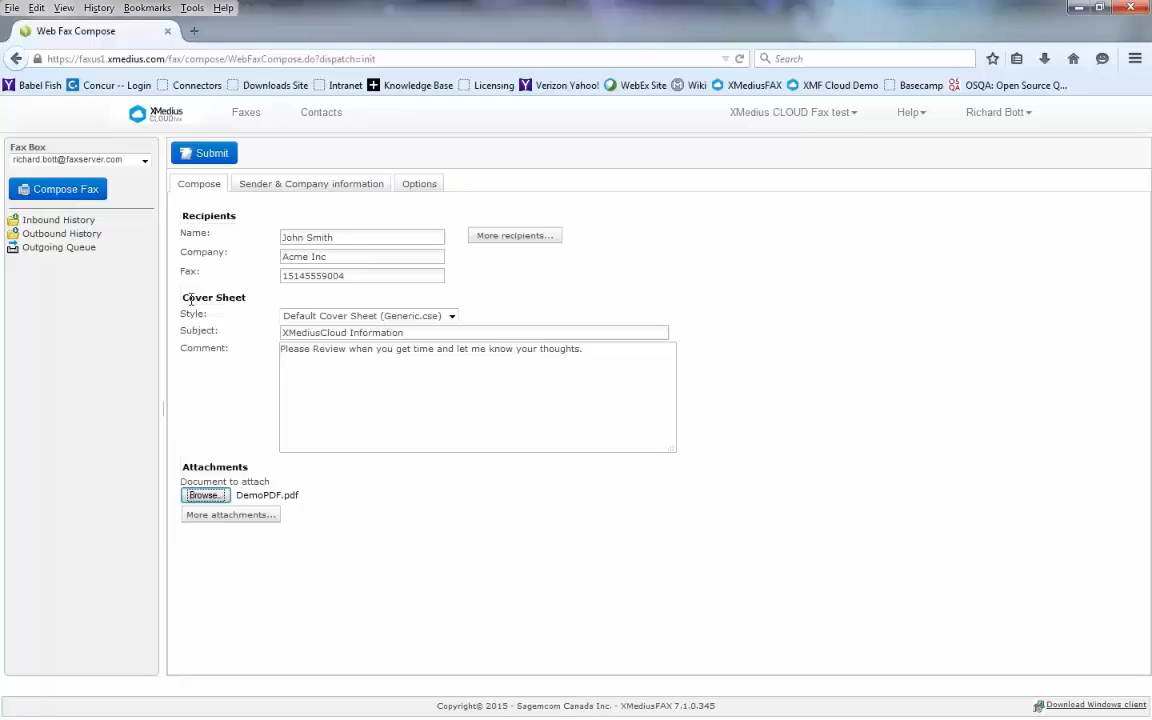 File Edit View History Bookmarks Tools Help
Web Fax Compose
https://faxus1.xmedius.com/fax/compose/WebFaxCompose.do?dispatch=init
Search
Babel Fish Concur -- Login Connectors Downloads Site Intranet Knowledge Base Licensing Verizon Yahoo! WebEx Site Wiki XMediusFAX XMF Cloud Demo Basecamp OSQA: Open Source Q...
XMedius
CLOUD
Faxes Contacts XMedius CLOUD Fax test Help Richard Bott
Fax Box
richard.bott@faxserver.com
Submit
Compose Fax
Compose Sender & Company information Options
Inbound History
Outbound History
Outgoing Queue
Recipients
Name: John Smith More recipients...
Company: Acme Inc
Fax: 15145559004
Cover Sheet
Style: Default Cover Sheet (Generic.cse)
Subject: XMediusCloud Information
Comment: Please Review when you get time and let me know your thoughts.
Attachments
Document to attach
Browse.. DemoPDF.pdf
More attachments...
Copyright© 2015 - Sagemcom Canada Inc. - XMediusFAX 7.1.0.345
Download Windows client